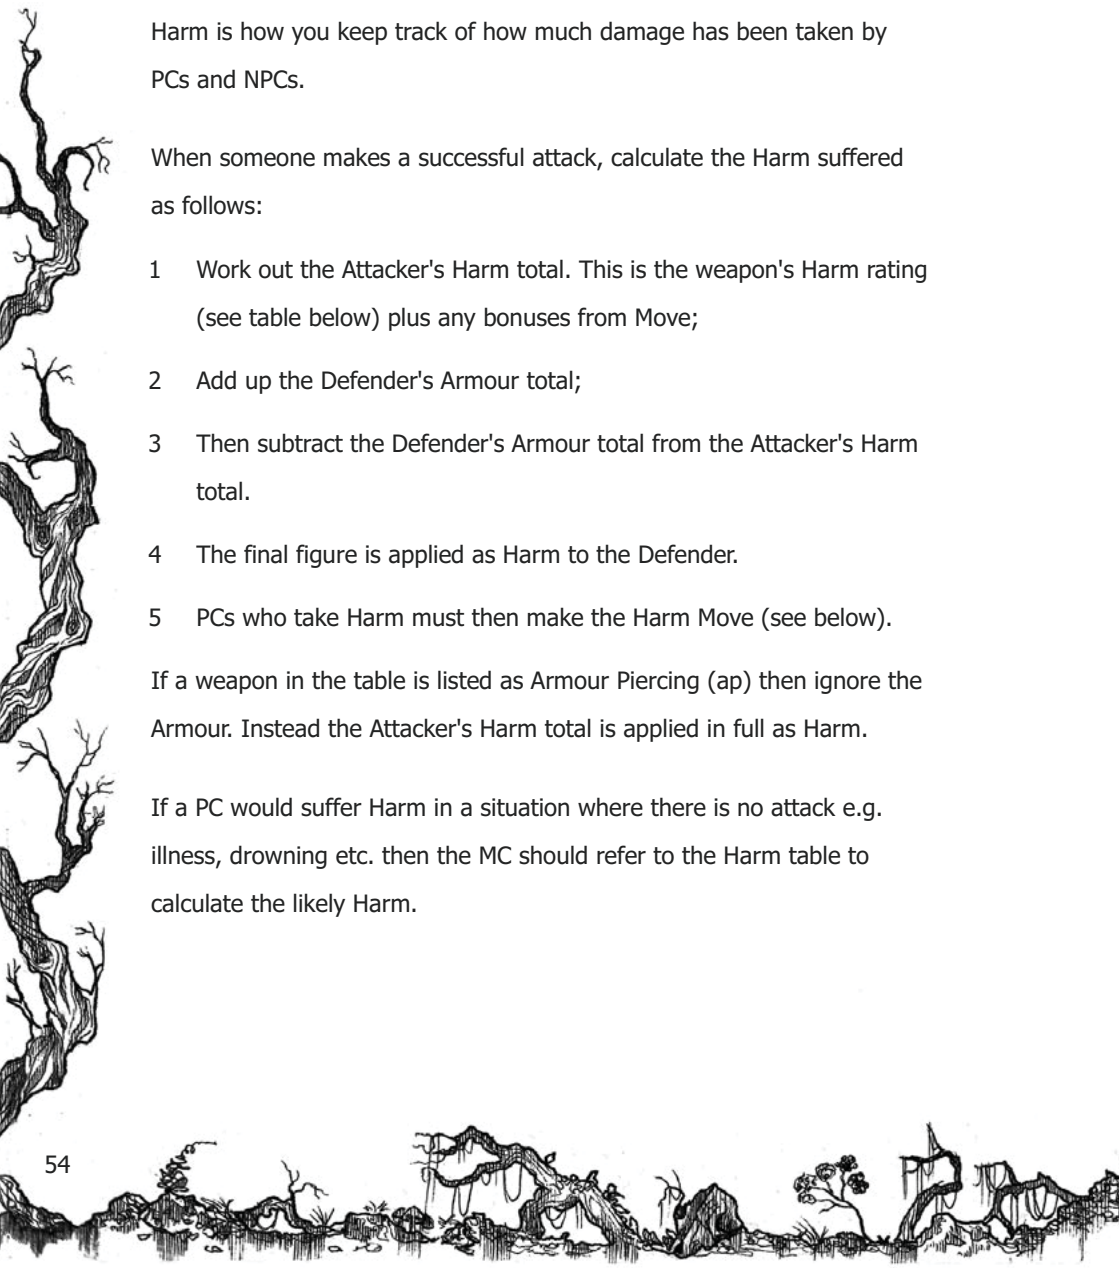 Harm is how you keep track of how much damage has been taken by
PCs and NPCs.
When someone makes a successful attack, calculate the Harm suffered
as follows:
1 Work out the Attacker's Harm total. This is the weapon's Harm rating
(see table below) plus any bonuses from Move;
2 Add up the Defender's Armour total;
3 Then subtract the Defender's Armour total from the Attacker's Harm
total.
4 The final figure is applied as Harm to the Defender.
5 PCs who take Harm must then make the Harm Move (see below).
If a weapon in the table is listed as Armour Piercing (ap) then ignore the
Armour. Instead the Attacker's Harm total is applied in full as Harm.
If a PC would suffer Harm in a situation where there is no attack e.g.
illness, drowning etc. then the MC should refer to the Harm table to
calculate the likely Harm.
54